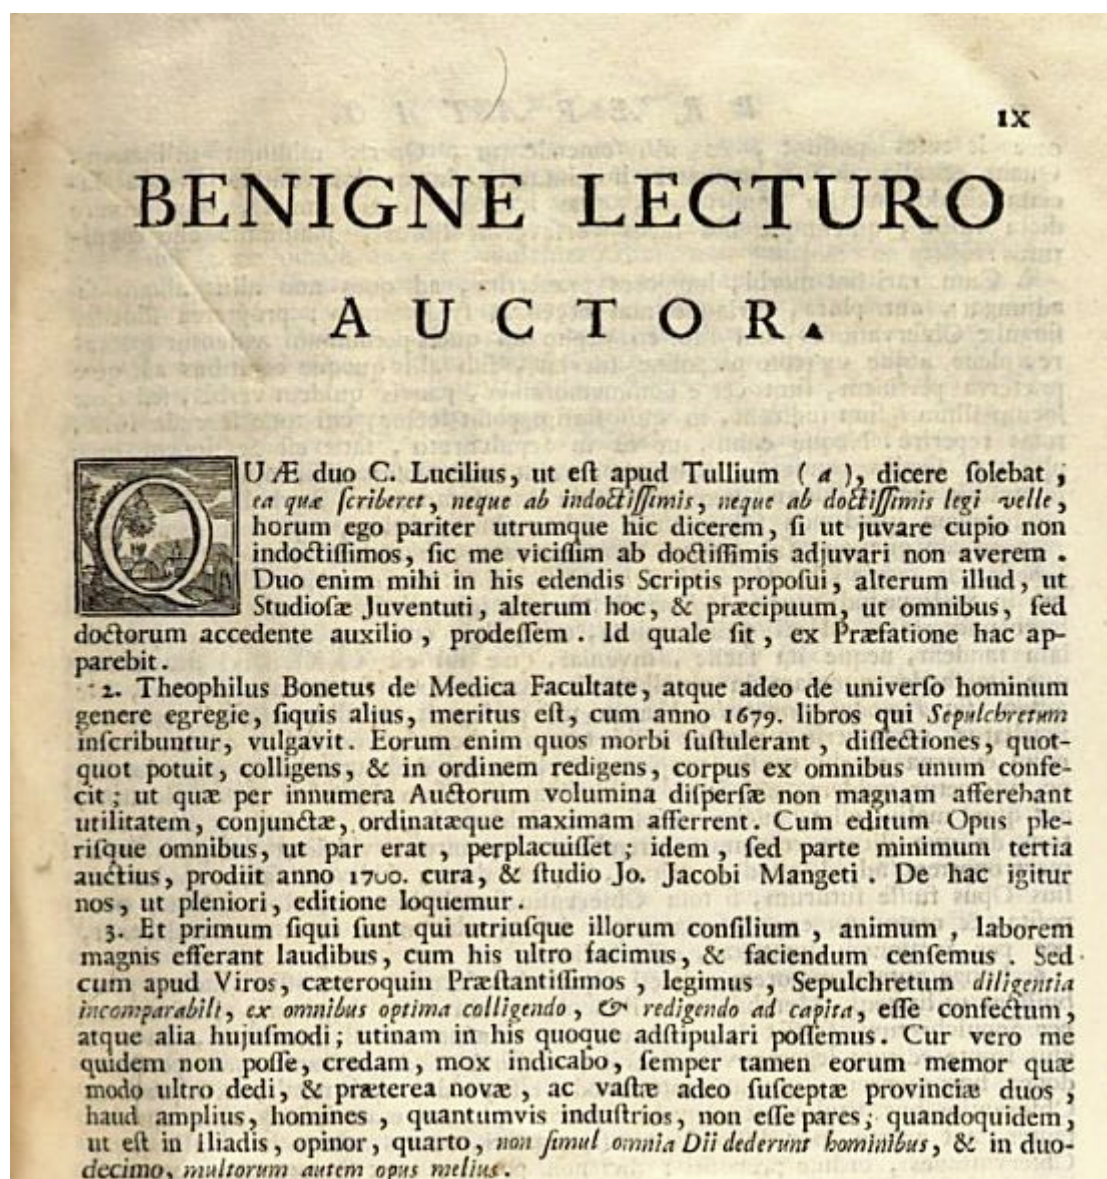 IX
BENIGNE LECTURO
AUCTOR.
QUÆ duo C. Lucilius, ut eſt apud Tullium (a), dicere ſolebat,
ea quæ ſcriberet, neque ab indoctiſſimis, neque ab doctiſſimis legi velle,
horum ego pariter utrumque hic dicerem, ſi ut juvare cupio non
indoctiſſimos, ſic me viciſſim ab doctiſſimis adjuvari non averem.
Duo enim mihi in his edendis Scriptis propoſui, alterum illud, ut
Studioſæ Juventuti, alterum hoc, & præcipuum, ut omnibus, ſed
doctorum accedente auxilio, prodeſſem. Id quale ſit, ex Præfatione hac ap-
parebit.
2. Theophilus Bonetus de Medica Facultate, atque adeo de univerſo hominum
genere egregie, ſiquis alius, meritus eſt, cum anno 1679. libros qui Sepulchretum
inſcribuntur, vulgavit. Eorum enim quos morbi ſuſtulerant, diſſectiones, quot-
quot potuit, colligens, & in ordinem redigens, corpus ex omnibus unum confe-
cit; ut quæ per innumera Auctorum volumina diſperſæ non magnam afferebant
utilitatem, conjunctæ, ordinatæque maximam afferrent. Cum editum Opus ple-
riſque omnibus, ut par erat, perplacuiſſet; idem, ſed parte minimum tertia
auctius, prodiit anno 1700. cura, & ſtudio Jo. Jacobi Mangeti. De hac igitur
nos, ut pleniori, editione loquemur.
3. Et primum ſiqui ſunt qui utriuſque illorum conſilium, animum, laborem
magnis efferant laudibus, cum his ultro facimus, & faciendum cenſemus. Sed
cum apud Viros, cæteroquin Præſtantiſſimos, legimus, Sepulchretum diligentia
incomparabili, ex omnibus optima colligendo, & redigendo ad capita, eſſe confectum,
atque alia hujuſmodi; utinam in his quoque adſtipulari poſſemus. Cur vero me
quidem non poſſe, credam, mox indicabo, ſemper tamen eorum memor quæ
modo ultro dedi, & præterea novæ, ac vaſtæ adeo ſuſceptæ provinciæ duos,
haud amplius, homines, quantumvis induſtrios, non eſſe pares; quandoquidem,
ut eſt in Iliadis, opinor, quarto, non ſimul omnia Dii dederunt hominibus, & in duo-
decimo, multorum autem opus melius.